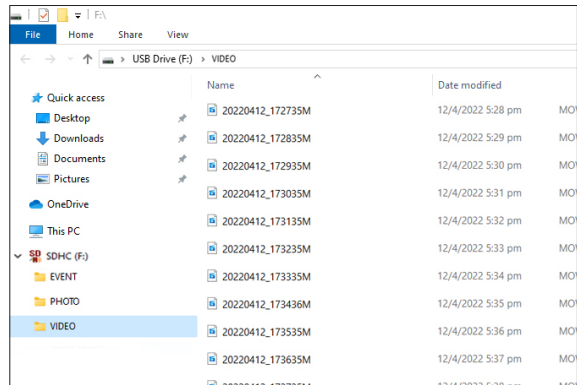 F:\
File Home Share View
USB Drive (F:) > VIDEO
Name Date modified
Quick access
Desktop
Downloads
Documents
Pictures
OneDrive
This PC
SDHC (F:)
EVENT
PHOTO
VIDEO
20220412_172735M 12/4/2022 5:28 pm MOV
20220412_172835M 12/4/2022 5:29 pm MOV
20220412_172935M 12/4/2022 5:30 pm MOV
20220412_173035M 12/4/2022 5:31 pm MOV
20220412_173135M 12/4/2022 5:32 pm MOV
20220412_173235M 12/4/2022 5:33 pm MOV
20220412_173335M 12/4/2022 5:34 pm MOV
20220412_173436M 12/4/2022 5:35 pm MOV
20220412_173535M 12/4/2022 5:36 pm MOV
20220412_173635M 12/4/2022 5:37 pm MOV